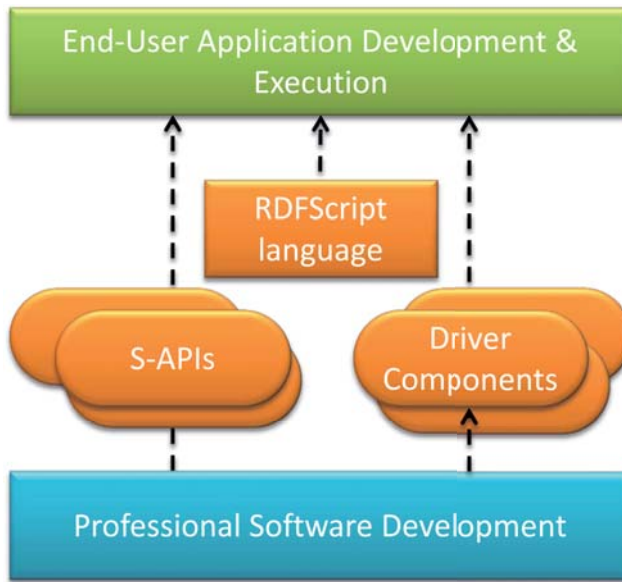 End-User Application Development &
Execution
RDFScript
language
S-APIs
Driver
Components
Professional Software Development